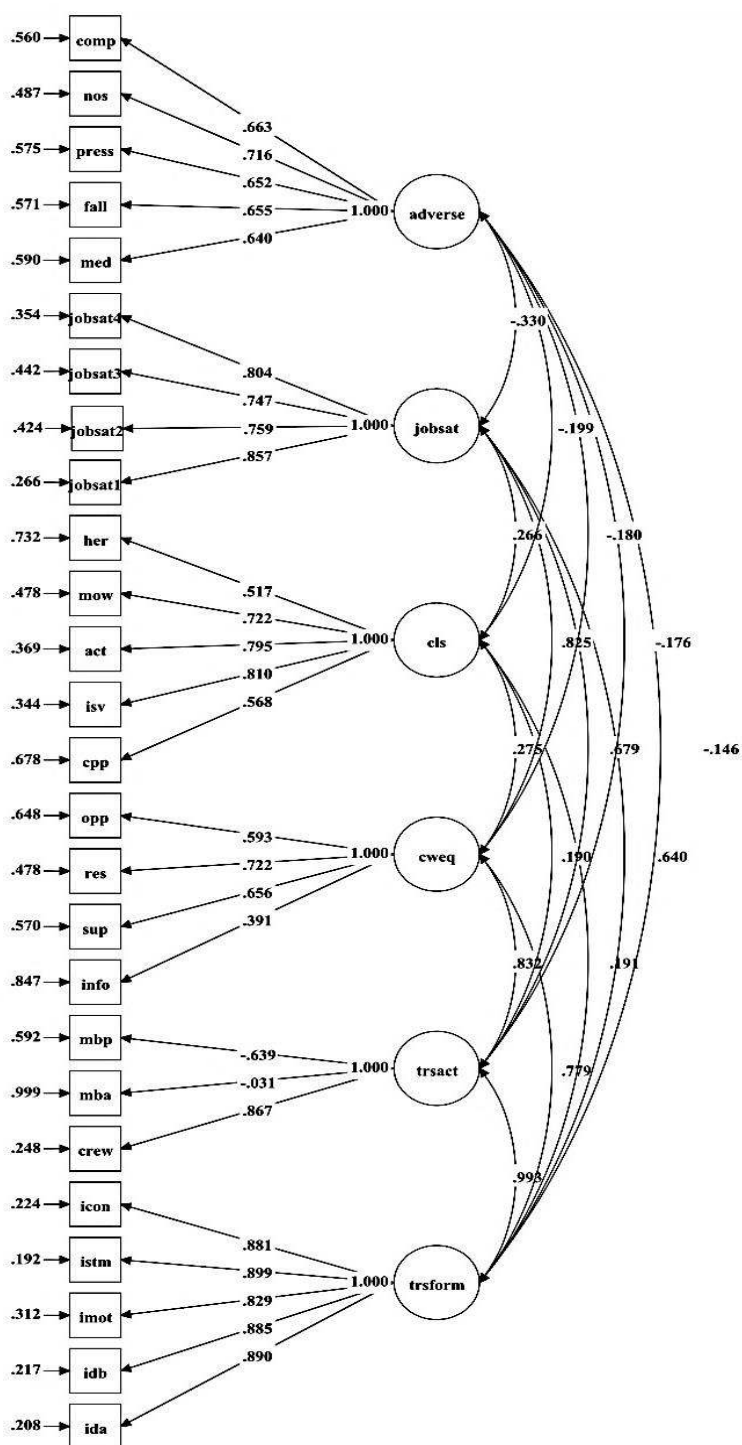 .560 comp
.487 nos
.663
.716
.575 press
.652
.571 fall
.655 1.000 adverse
.640
.590 med
.354 jobsat4
-.330
.442 jobsat3
.804
.747
.424 jobsat2
.759 1.000 jobsat
-.199
.857
.266 jobsat1
.732 her
.266 -.180
.517
.478 mow
.722
.369 act
.795 1.000 cls
.825 -.176
.810
.344 isv
.568
.678 cpp
.275 .579 -.146
.648 opp
.593
.478 res
.722 1.000 cweq
.190 .640
.656
.570 sup
.391
.847 info
.832 .191
.592 mbp
-.639
.999 mba
-.031 1.000 trsact
.779
.867
.248 crew
.993
.224 icon
.881
.192 istm
.899 1.000 trsform
.829
.312 imot
.885
.890
.217 idb
.208 ida